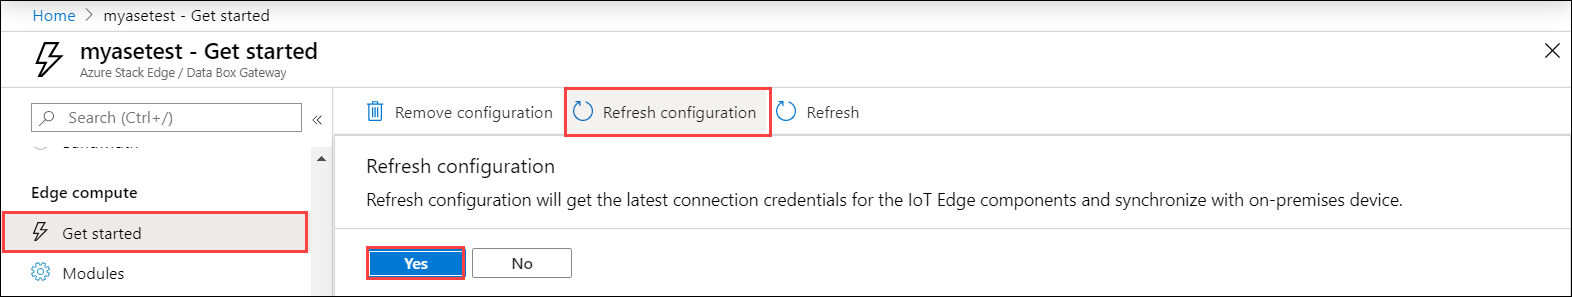 Home > myasetest - Get started
myasetest - Get started
Azure Stack Edge / Data Box Gateway
Search (Ctrl+/)
Edge compute
Get started
Modules
Remove configuration
Refresh configuration
Refresh
Refresh configuration
Refresh configuration will get the latest connection credentials for the IoT Edge components and synchronize with on-premises device.
Yes
No